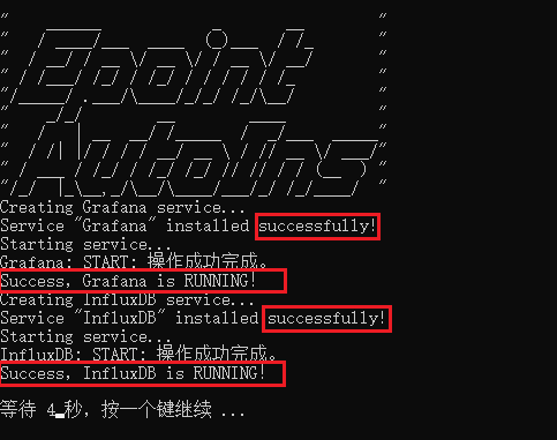 Epoint
AutoIns
Creating Grafana service...
Service "Grafana" installed successfully!
Starting service...
Grafana: START: 操作成功完成。
Success, Grafana is RUNNING!
Creating InfluxDB service...
Service "InfluxDB" installed successfully!
Starting service...
InfluxDB: START: 操作成功完成。
Success, InfluxDB is RUNNING!
等待 4 秒，按一个键继续 ...